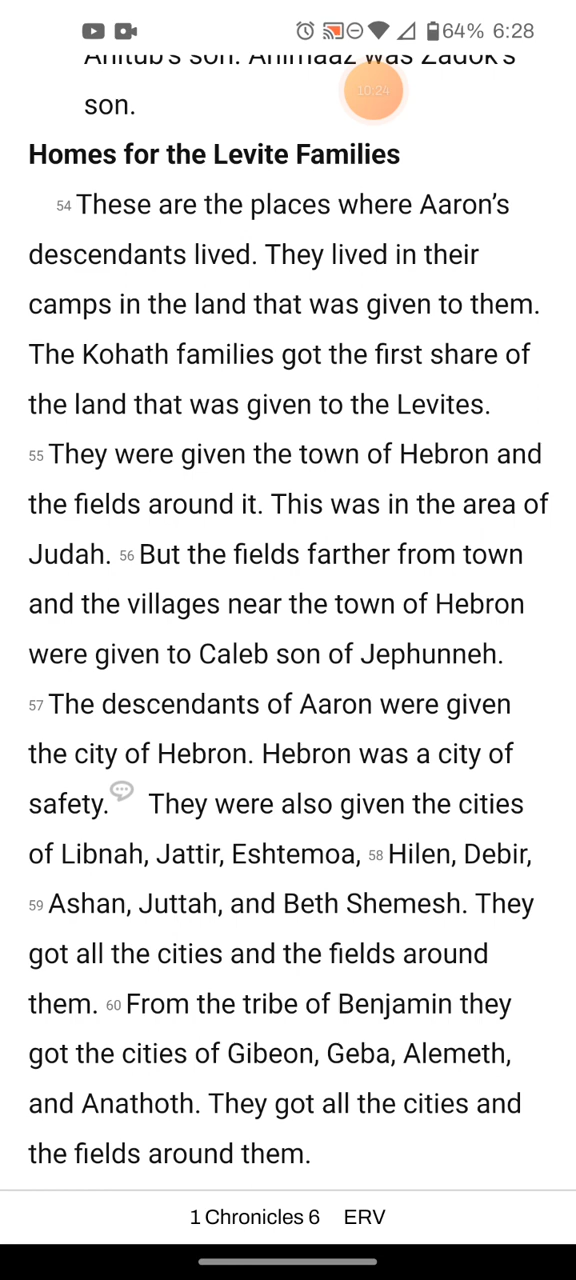 64% 6:28
Ahitub's son. Ahimaaz was Zadok's
10:24
son.
Homes for the Levite Families
54 These are the places where Aaron's
descendants lived. They lived in their
camps in the land that was given to them.
The Kohath families got the first share of
the land that was given to the Levites.
55 They were given the town of Hebron and
the fields around it. This was in the area of
Judah. 56 But the fields farther from town
and the villages near the town of Hebron
were given to Caleb son of Jephunneh.
57 The descendants of Aaron were given
the city of Hebron. Hebron was a city of
safety. They were also given the cities
of Libnah, Jattir, Eshtemoa, 58 Hilen, Debir,
59 Ashan, Juttah, and Beth Shemesh. They
got all the cities and the fields around
them. 60 From the tribe of Benjamin they
got the cities of Gibeon, Geba, Alemeth,
and Anathoth. They got all the cities and
the fields around them.
1 Chronicles 6 ERV